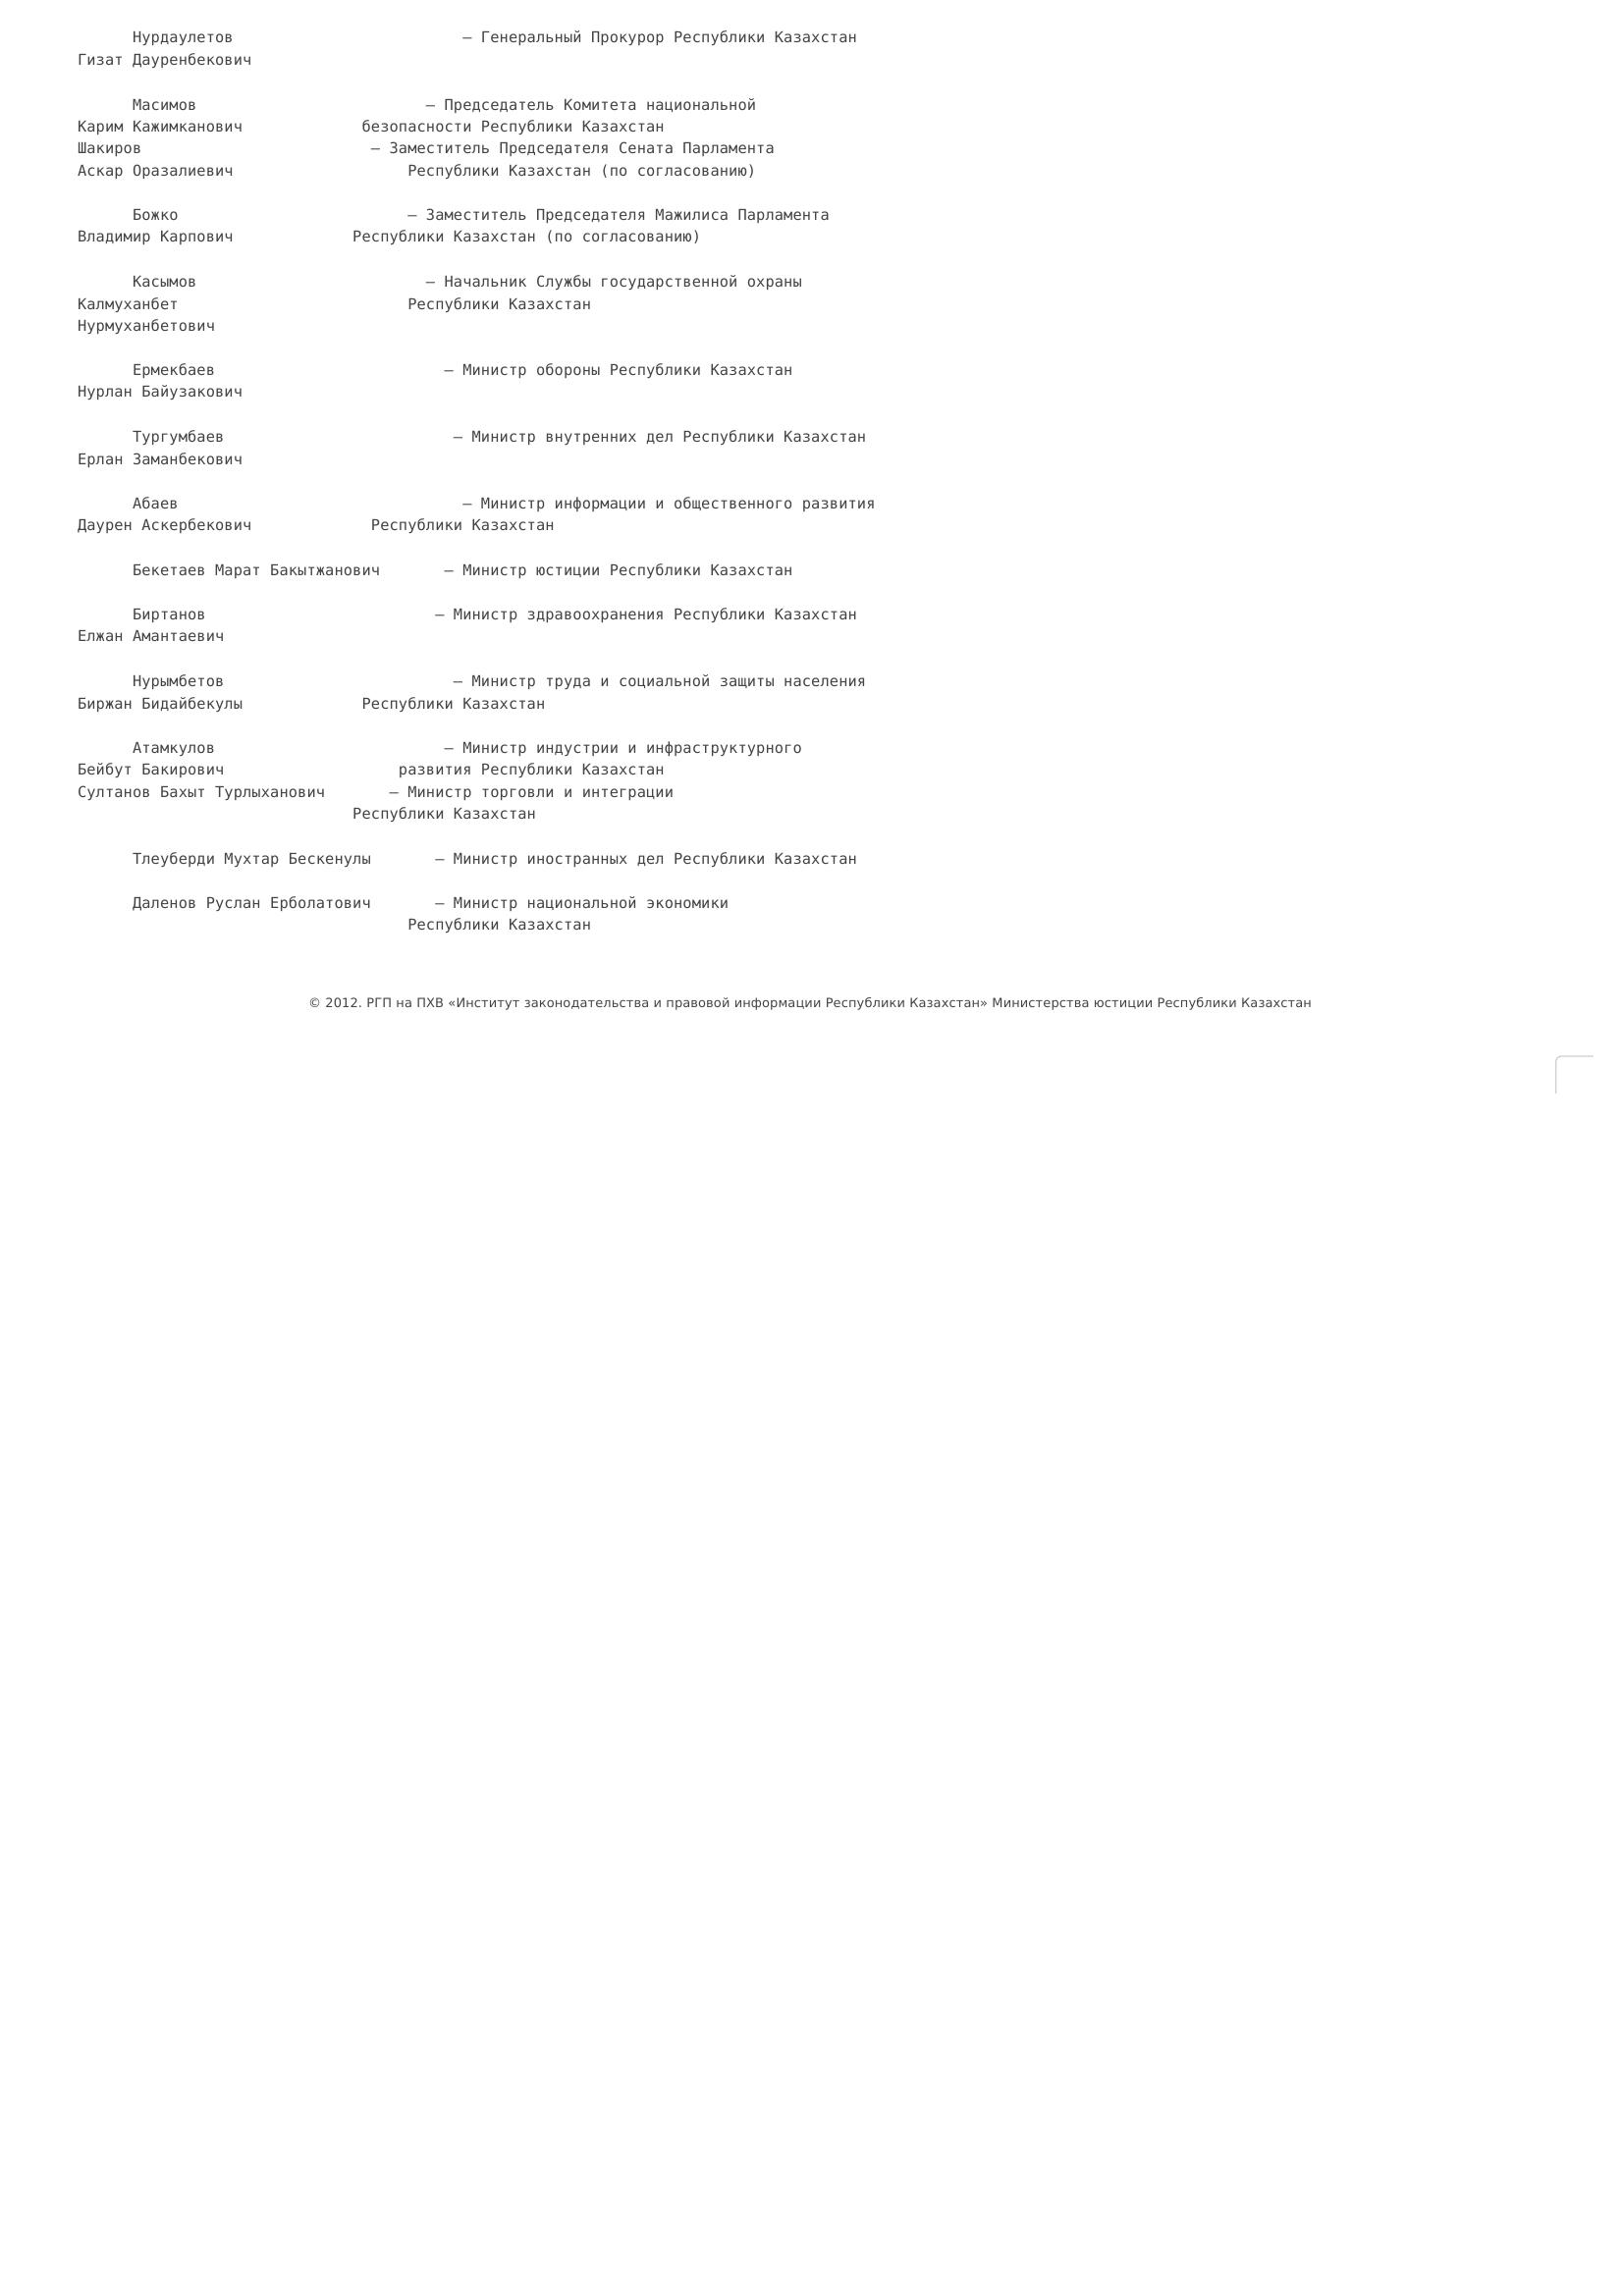 Нурдаулетов — Генеральный Прокурор Республики Казахстан
Гизат Дауренбекович
Масимов — Председатель Комитета национальной
Карим Кажимканович безопасности Республики Казахстан
Шакиров — Заместитель Председателя Сената Парламента
Аскар Оразалиевич Республики Казахстан (по согласованию)
Божко — Заместитель Председателя Мажилиса Парламента
Владимир Карпович Республики Казахстан (по согласованию)
Касымов — Начальник Службы государственной охраны
Калмуханбет Республики Казахстан
Нурмуханбетович
Ермекбаев — Министр обороны Республики Казахстан
Нурлан Байузакович
Тургумбаев — Министр внутренних дел Республики Казахстан
Ерлан Заманбекович
Абаев — Министр информации и общественного развития
Даурен Аскербекович Республики Казахстан
Бекетаев Марат Бакытжанович — Министр юстиции Республики Казахстан
Биртанов — Министр здравоохранения Республики Казахстан
Елжан Амантаевич
Нурымбетов — Министр труда и социальной защиты населения
Биржан Бидайбекулы Республики Казахстан
Атамкулов — Министр индустрии и инфраструктурного
Бейбут Бакирович развития Республики Казахстан
Султанов Бахыт Турлыханович — Министр торговли и интеграции
Республики Казахстан
Тлеуберди Мухтар Бескенулы — Министр иностранных дел Республики Казахстан
Даленов Руслан Ерболатович — Министр национальной экономики
Республики Казахстан
© 2012. РГП на ПХВ «Институт законодательства и правовой информации Республики Казахстан» Министерства юстиции Республики Казахстан